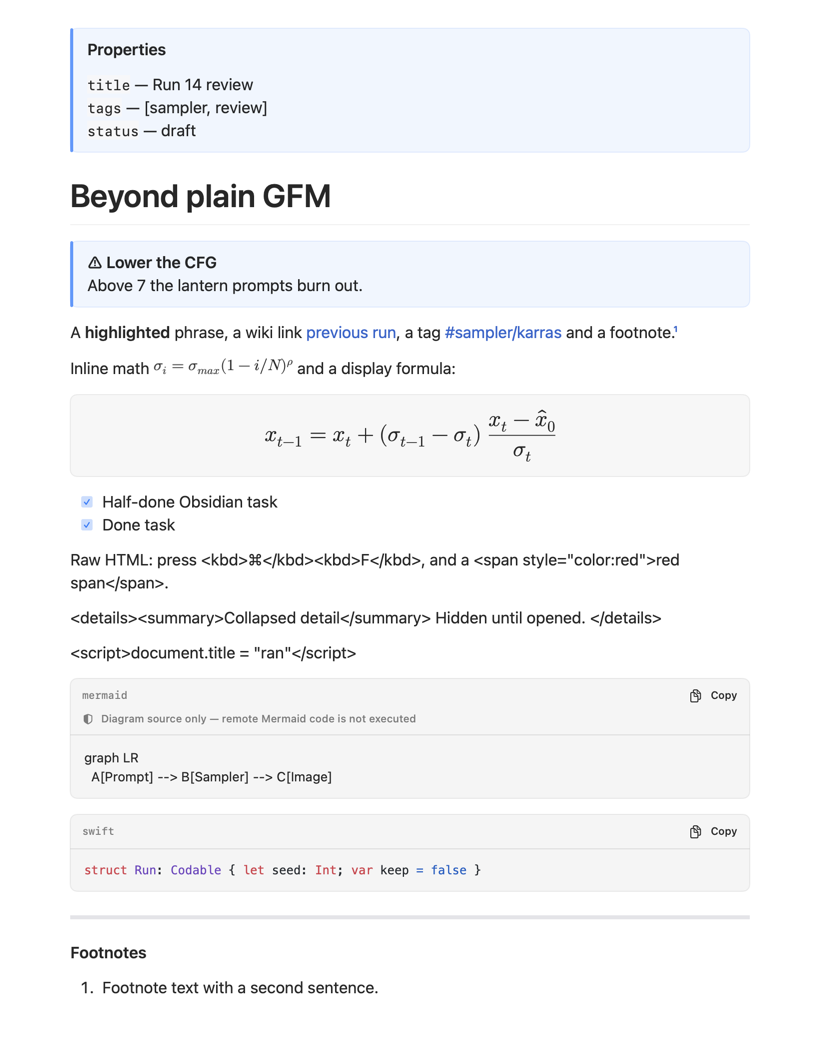 Properties
title — Run 14 review
tags — [sampler, review]
status — draft
Beyond plain GFM
⚠ Lower the CFG
Above 7 the lantern prompts burn out.
A highlighted phrase, a wiki link previous run, a tag #sampler/karras and a footnote.¹
Inline math σᵢ = σₘₐₓ(1 − i/N)^ρ and a display formula:
x_{t−1} = x_t + (σ_{t−1} − σ_t) (x_t − x̂_0)/σ_t
Half-done Obsidian task
Done task
Raw HTML: press <kbd>⌘</kbd><kbd>F</kbd>, and a <span style="color:red">red
span</span>.
<details><summary>Collapsed detail</summary> Hidden until opened. </details>
<script>document.title = "ran"</script>
mermaid Copy
Diagram source only — remote Mermaid code is not executed
graph LR
A[Prompt] --> B[Sampler] --> C[Image]
swift Copy
struct Run: Codable { let seed: Int; var keep = false }
Footnotes
1. Footnote text with a second sentence.